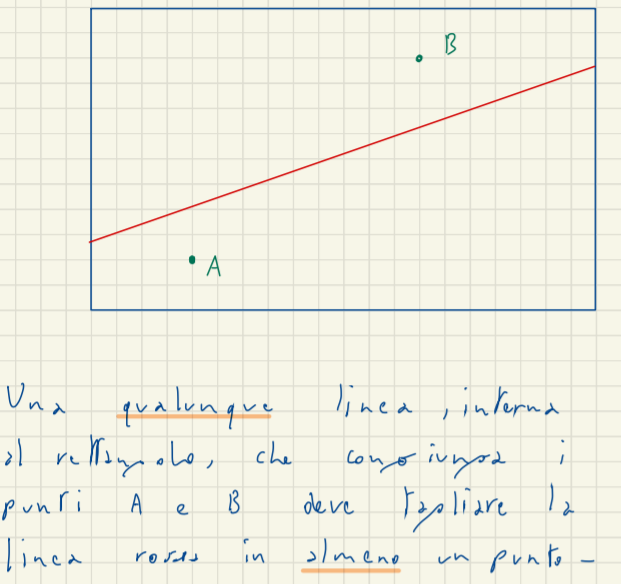 B
A
Una qualunque linea, interna
al rettangolo, che congiunga i
punti A e B deve tagliare la
linea rossa in almeno un punto -